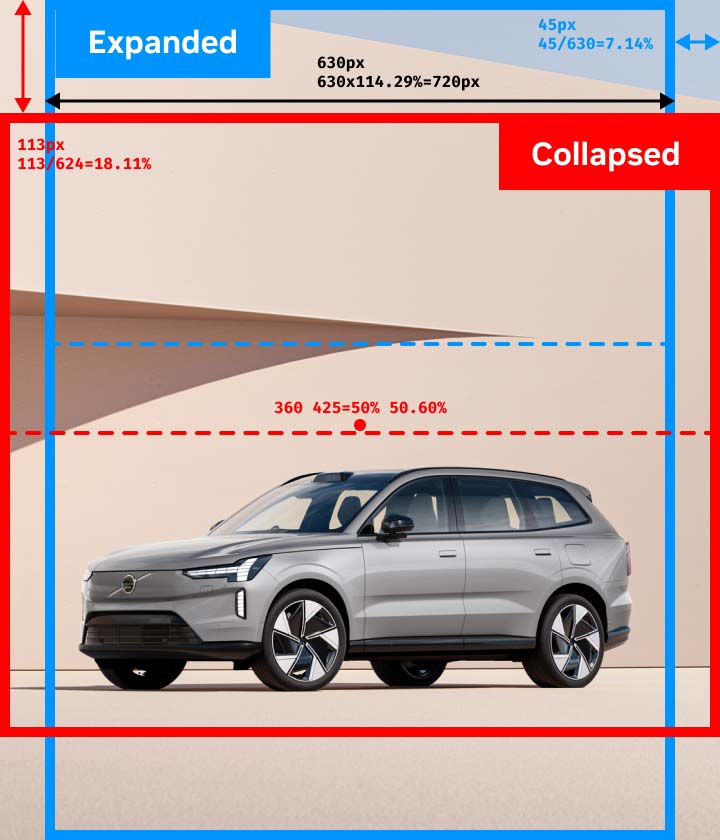 Expanded
45px
45/630=7.14%
630px
630x114.29%=720px
113px
113/624=18.11%
Collapsed
360 425=50% 50.60%